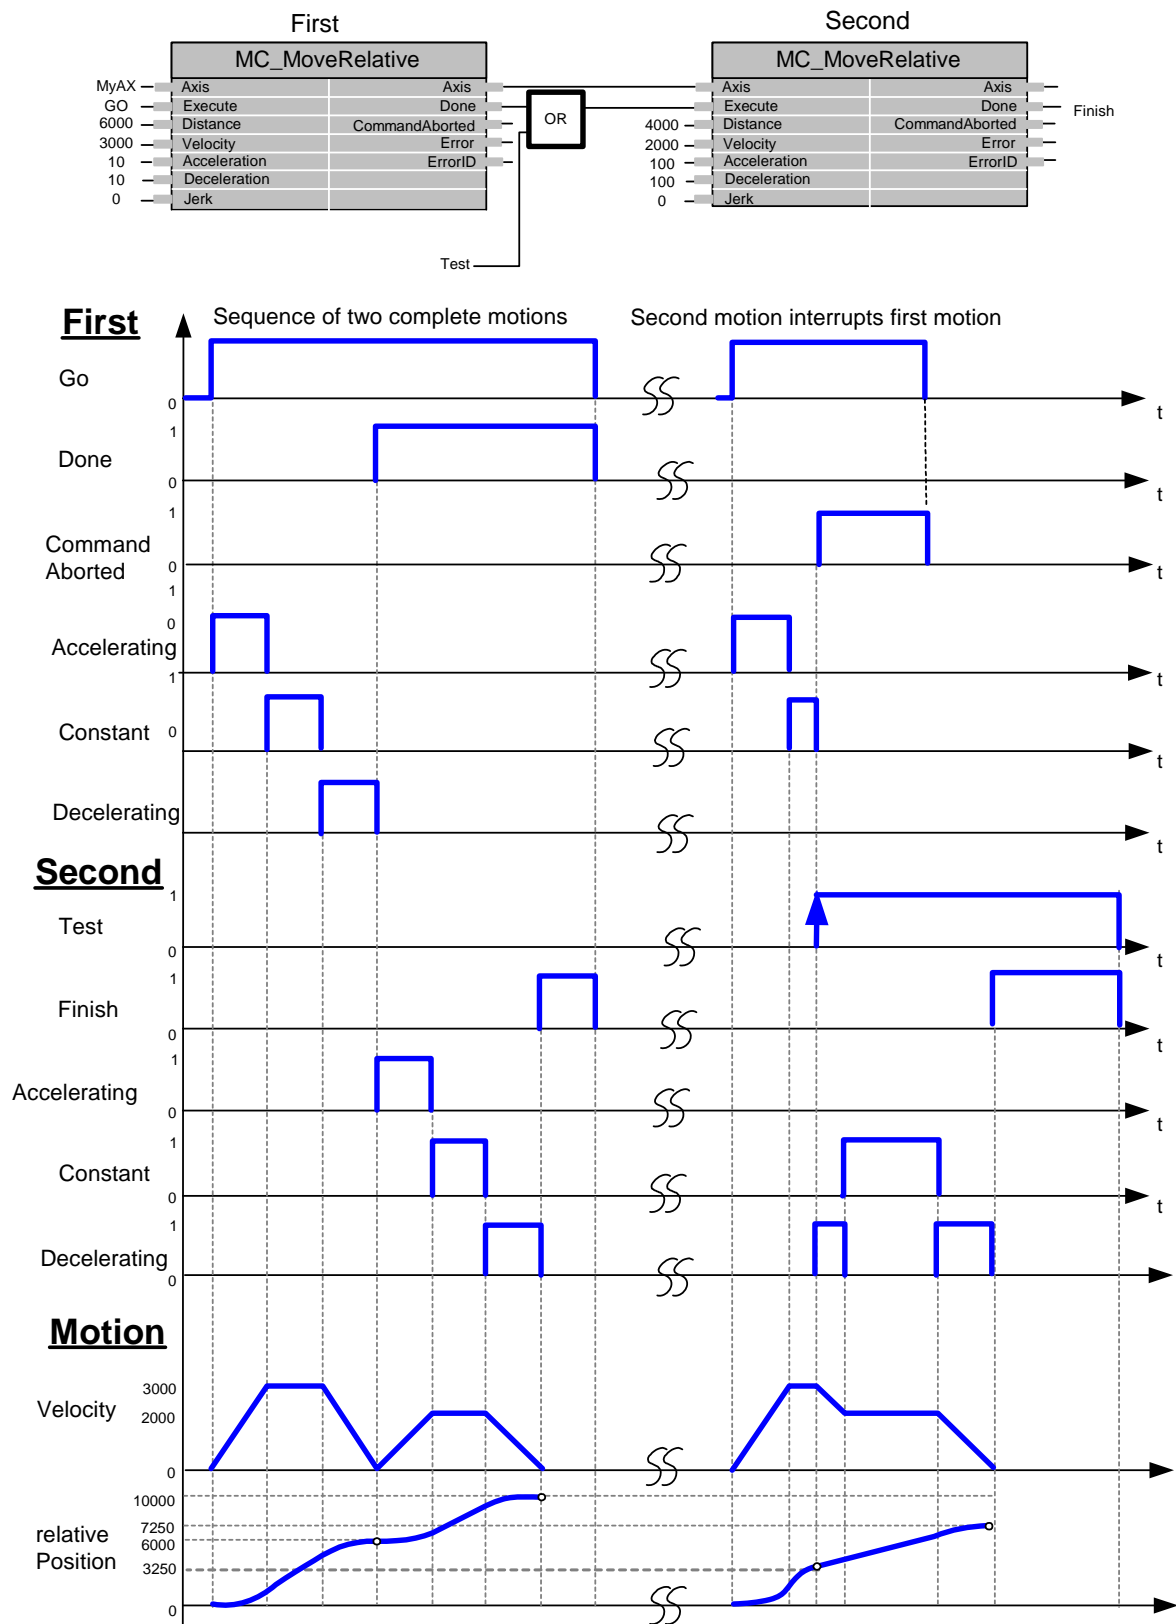 First Second
MC_MoveRelative MC_MoveRelative
MyAX Axis Axis Axis Axis
GO Execute Done OR Execute Done Finish
6000 Distance CommandAborted 4000 Distance CommandAborted
3000 Velocity Error 2000 Velocity Error
10 Acceleration ErrorID 100 Acceleration ErrorID
10 Deceleration 100 Deceleration
0 Jerk 0 Jerk
Test
First Sequence of two complete motions Second motion interrupts first motion
Go
0 t
1
Done
0 t
1
Command
Aborted
0 t
1
0
Accelerating
1 t
Constant 0
t
Decelerating
t
Second
1
Test
0 t
1
Finish
0 t
1
Accelerating
0 t
1
Constant
0 t
1
Decelerating
0
Motion
3000
Velocity 2000
0
10000
7250
relative
Position
6000
3250
0